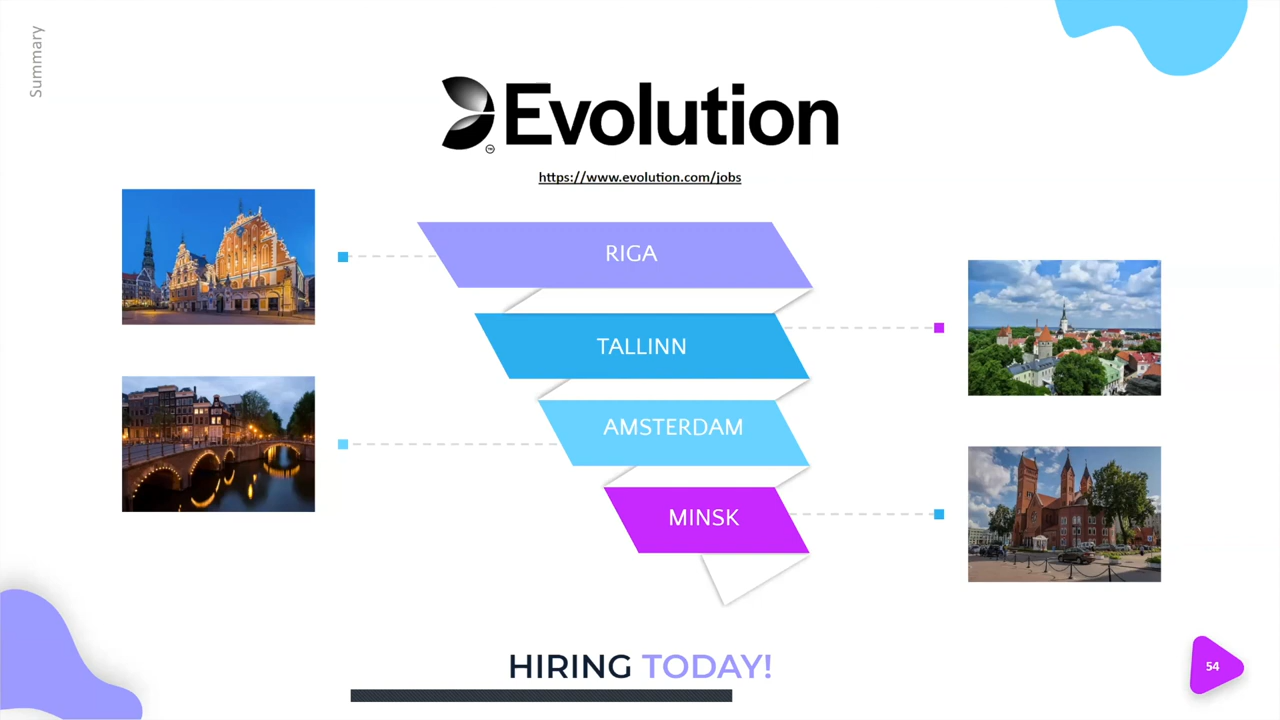 Summary
Evolution
https://www.evolution.com/jobs
RIGA
TALLINN
AMSTERDAM
MINSK
HIRING TODAY!
54